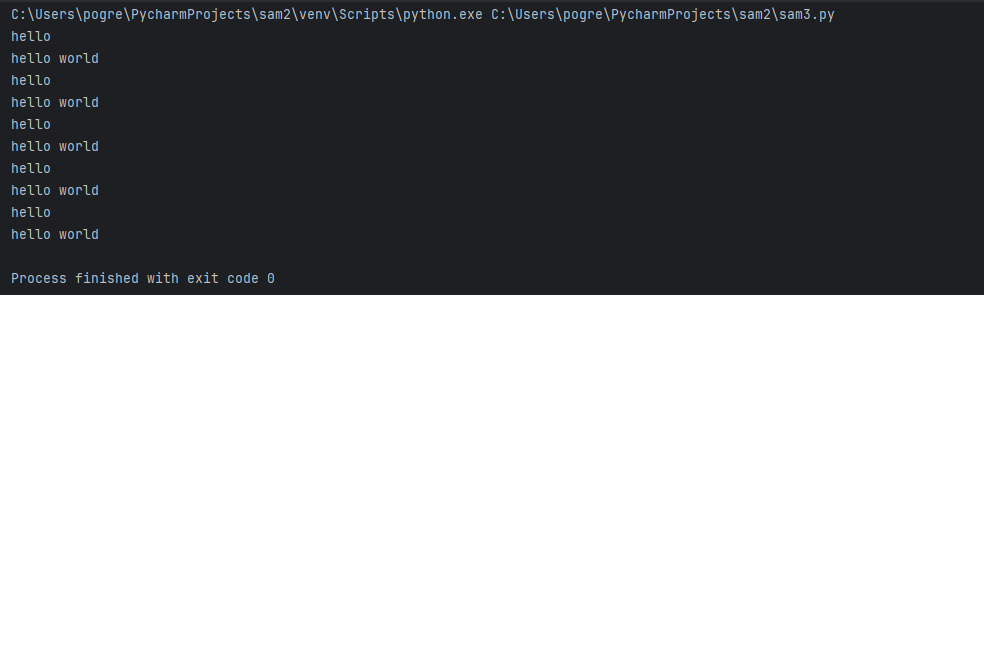 C:\Users\pogre\PycharmProjects\sam2\venv\Scripts\python.exe C:\Users\pogre\PycharmProjects\sam2\sam3.py
hello
hello world
hello
hello world
hello
hello world
hello
hello world
hello
hello world
Process finished with exit code 0